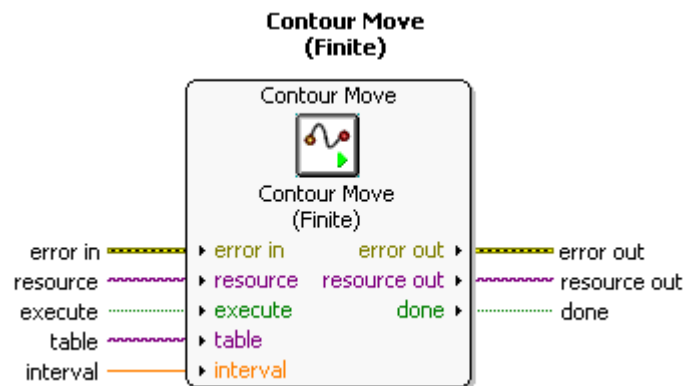 Contour Move
(Finite)
Contour Move
Contour Move
(Finite)
error in error in error out error out
resource resource resource out resource out
execute execute done done
table table
interval interval